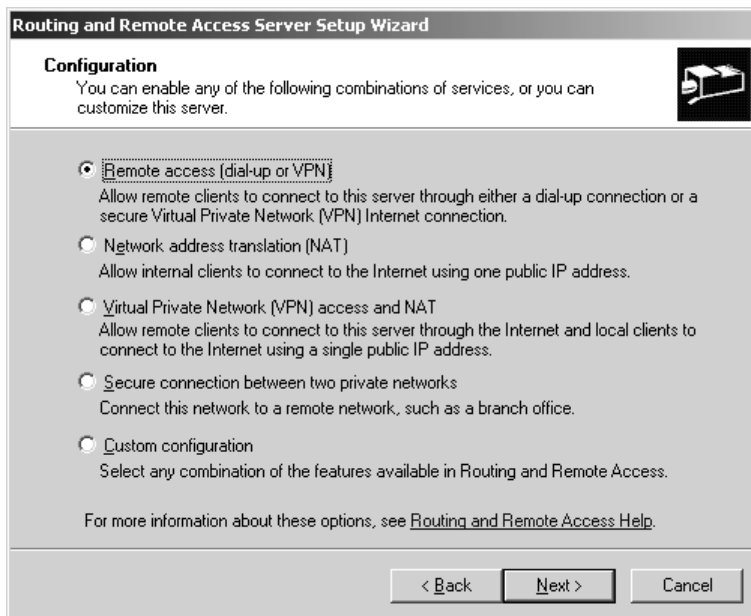 Routing and Remote Access Server Setup Wizard
Configuration
You can enable any of the following combinations of services, or you can
customize this server.
Remote access (dial-up or VPN)
Allow remote clients to connect to this server through either a dial-up connection or a
secure Virtual Private Network (VPN) Internet connection.
Network address translation (NAT)
Allow internal clients to connect to the Internet using one public IP address.
Virtual Private Network (VPN) access and NAT
Allow remote clients to connect to this server through the Internet and local clients to
connect to the Internet using a single public IP address.
Secure connection between two private networks
Connect this network to a remote network, such as a branch office.
Custom configuration
Select any combination of the features available in Routing and Remote Access.
For more information about these options, see Routing and Remote Access Help.
< Back Next > Cancel